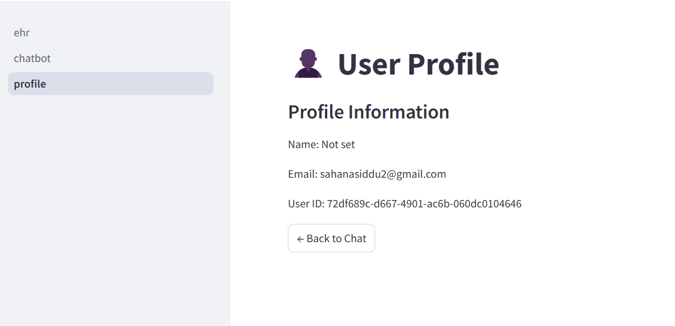 ehr
chatbot
profile
User Profile
Profile Information
Name: Not set
Email: sahanasiddu2@gmail.com
User ID: 72df689c-d667-4901-ac6b-060dc0104646
← Back to Chat